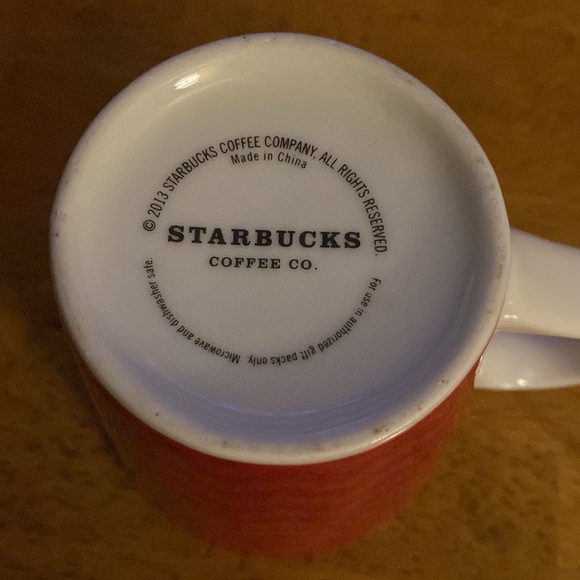 © 2013 STARBUCKS COFFEE COMPANY, ALL RIGHTS RESERVED.
Made in China
STARBUCKS
COFFEE CO.
For use in authorized gift packs only. Microwave and dishwasher safe.